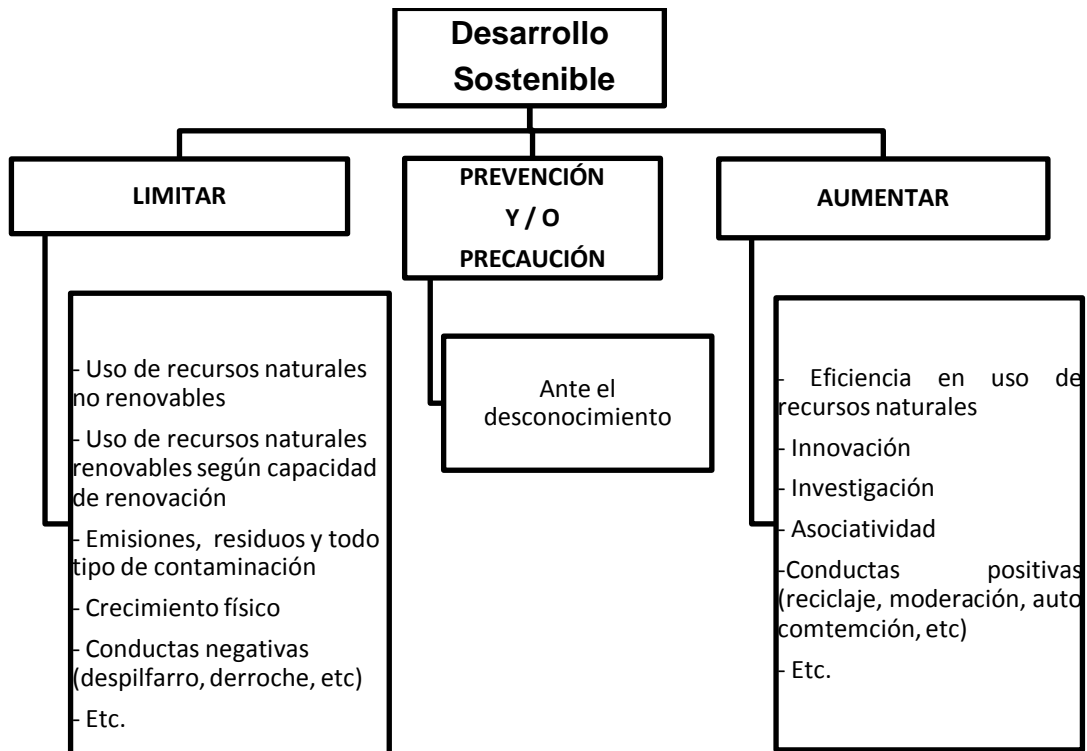 Desarrollo
Sostenible
LIMITAR
- Uso de recursos naturales
no renovables
- Uso de recursos naturales
renovables según capacidad
de renovación
- Emisiones, residuos y todo
tipo de contaminación
- Crecimiento físico
- Conductas negativas
(despilfarro, derroche, etc)
- Etc.
PREVENCIÓN
Y / O
PRECAUCIÓN
Ante el
desconocimiento
AUMENTAR
- Eficiencia en uso de
recursos naturales
- Innovación
- Investigación
- Asociatividad
-Conductas positivas
(reciclaje, moderación, auto
comtemción, etc)
- Etc.